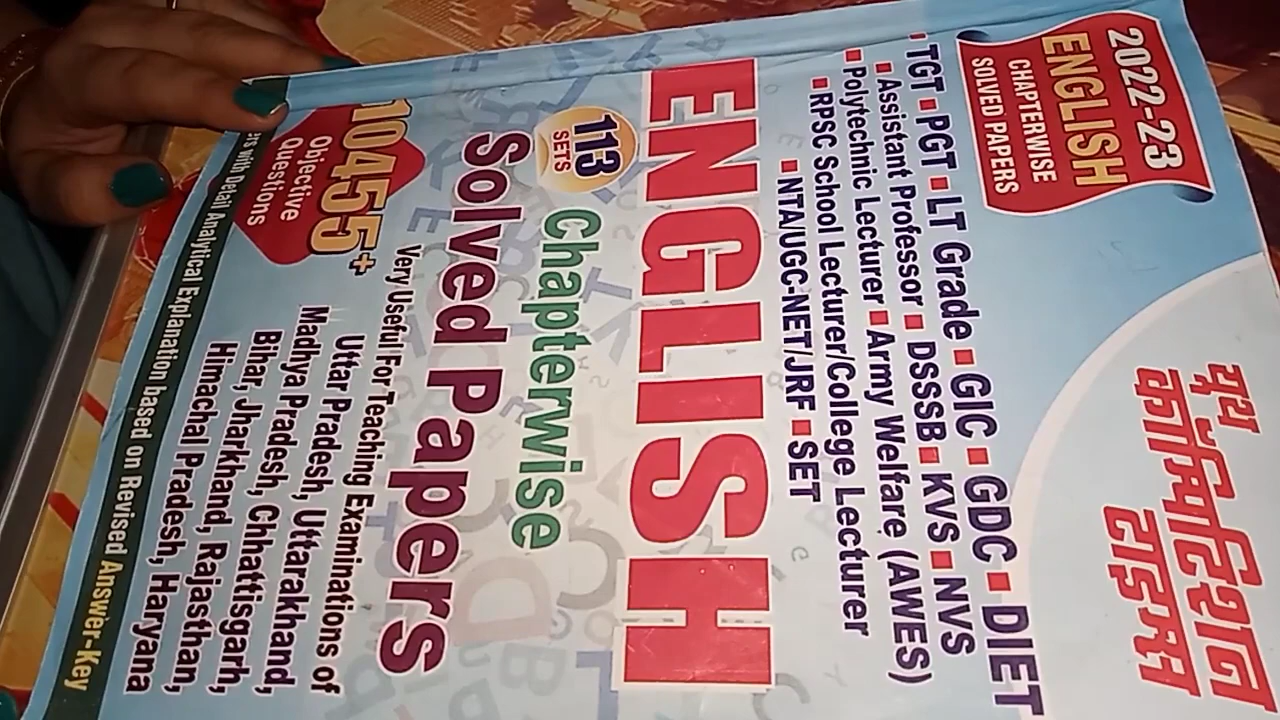 2022-23
ENGLISH
CHAPTERWISE
SOLVED PAPERS
यूथ
कॉम्पिटिशन
टाइम्स
TGT ▪ PGT ▪ LT Grade ▪ GIC ▪ GDC ▪ DIET
▪ Assistant Professor ▪ DSSSB ▪ KVS ▪ NVS
▪ Polytechnic Lecturer ▪ Army Welfare (AWES)
▪ RPSC School Lecturer/College Lecturer
▪ NTA/UGC-NET/JRF ▪ SET
ENGLISH
113
SETS
Chapterwise
Solved Papers
10455+
Objective
Questions
Very Useful For Teaching Examinations of
Uttar Pradesh, Uttarakhand,
Madhya Pradesh, Chhattisgarh,
Bihar, Jharkhand, Rajasthan,
Himachal Pradesh, Haryana
with Detail Analytical Explanation based on Revised Answer-Key